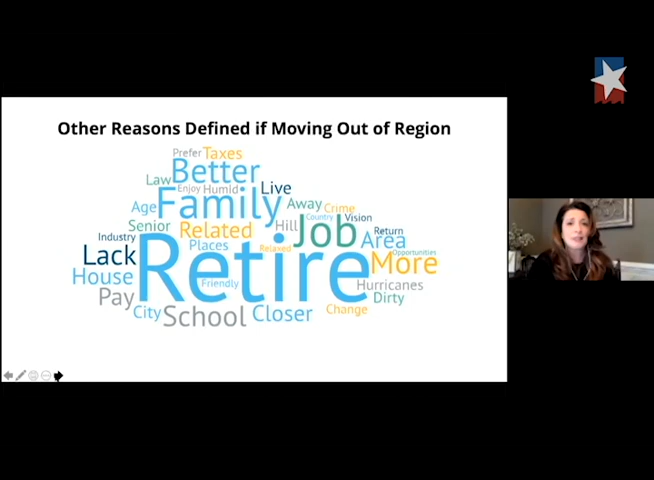 Other Reasons Defined if Moving Out of Region
Prefer Taxes
Better
Law Enjoy Humid Live
Age Family Away Crime
Country Vision
Senior Related Hill Job Return
Industry Places Relaxed Area
Opportunities
Lack Retire More
House Friendly Hurricanes
Pay Dirty
City School Closer Change